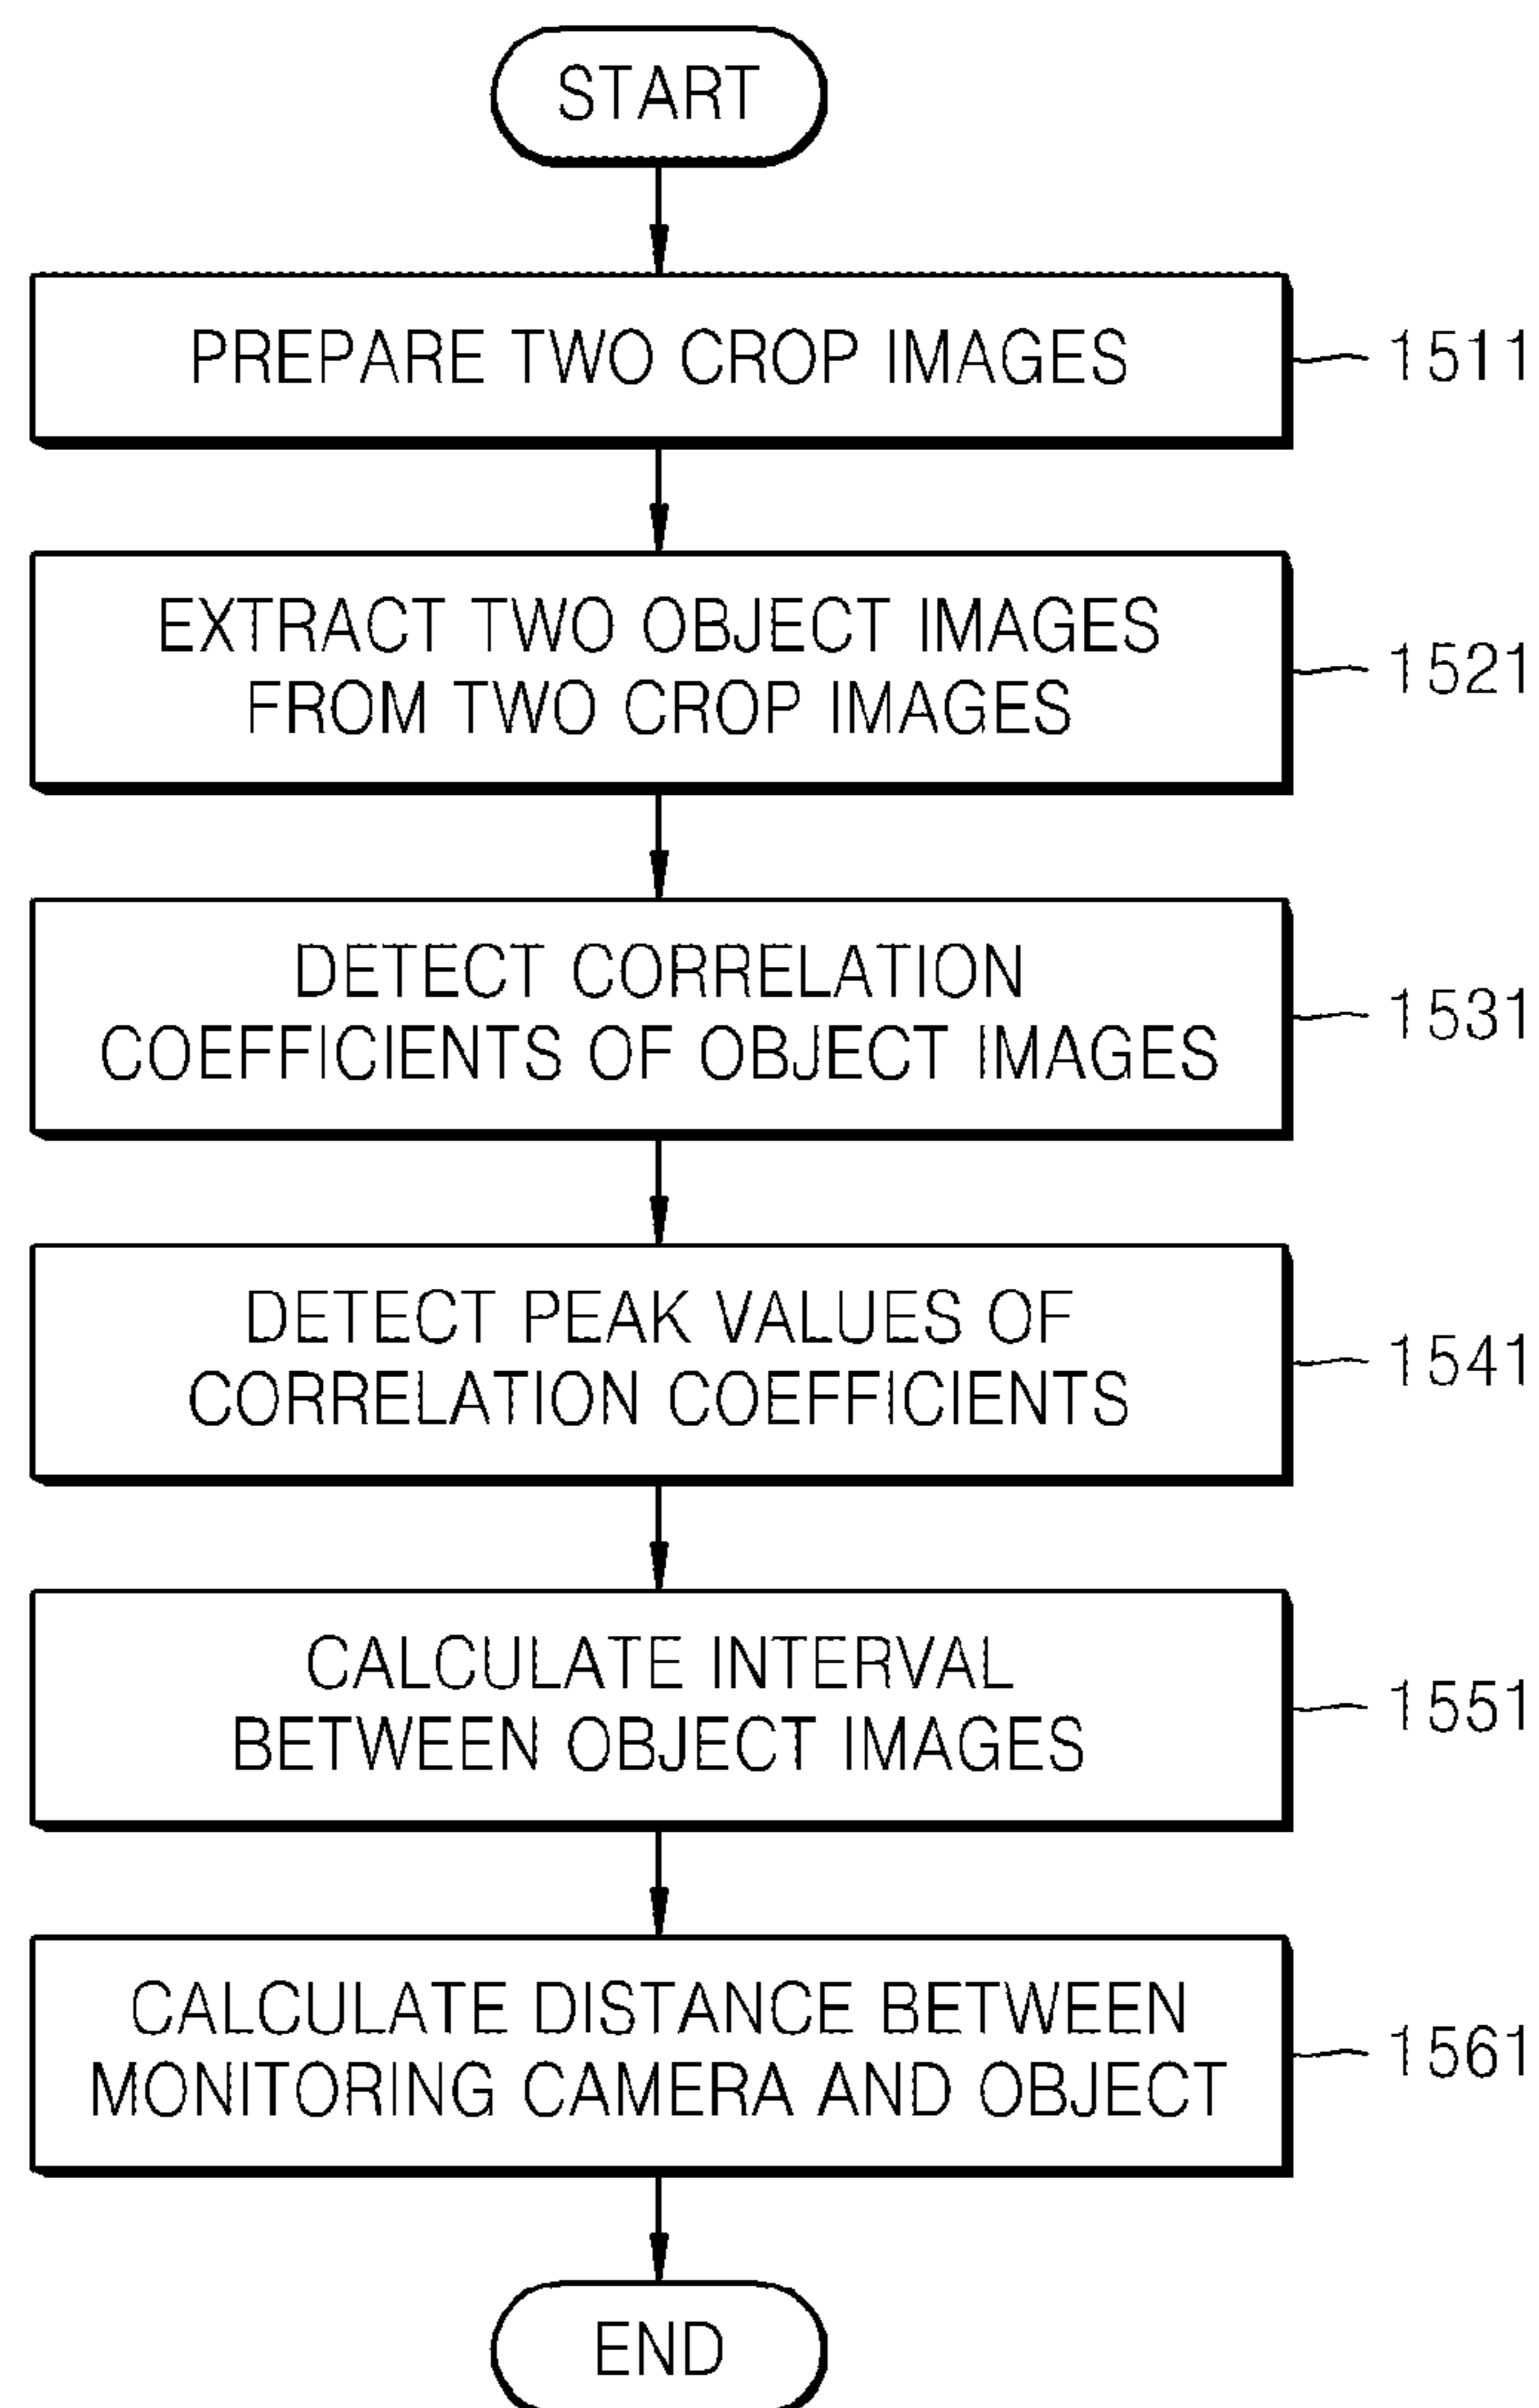 START
PREPARE TWO CROP IMAGES
1511
EXTRACT TWO OBJECT IMAGES
FROM TWO CROP IMAGES
1521
DETECT CORRELATION
COEFFICIENTS OF OBJECT IMAGES
1531
DETECT PEAK VALUES OF
CORRELATION COEFFICIENTS
1541
CALCULATE INTERVAL
BETWEEN OBJECT IMAGES
1551
CALCULATE DISTANCE BETWEEN
MONITORING CAMERA AND OBJECT
1561
END